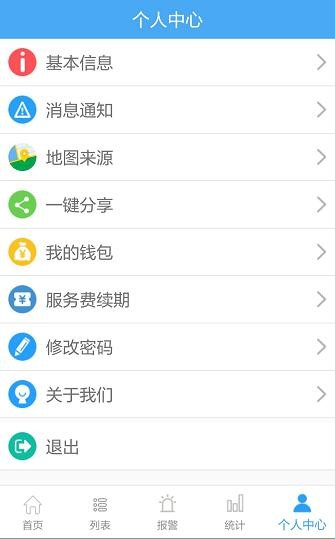 个人中心
基本信息
消息通知
地图来源
一键分享
我的钱包
服务费续期
修改密码
关于我们
退出
首页 列表 报警 统计 个人中心